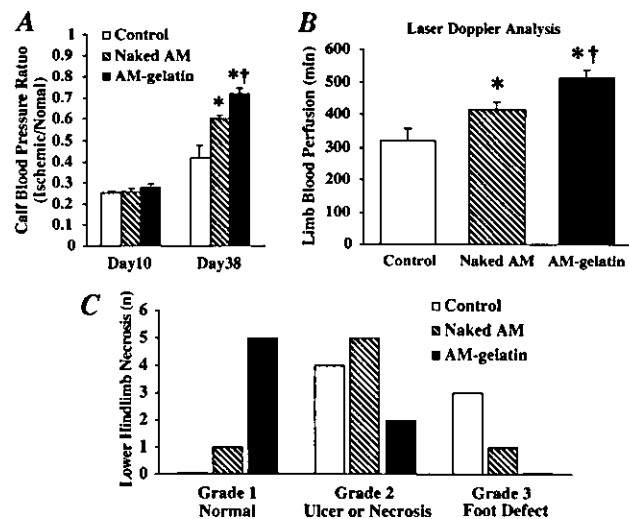 A
Calf Blood Pressure Ratuo
(Ischemic/Nomal)
1
0.9
0.8
0.7
0.6
0.5
0.4
0.3
0.2
0.1
0
Control
Naked AM
AM-gelatin
*
*†
Day10
Day38
B
Laser Doppler Analysis
Limb Blood Perfusion (min)
600
500
400
300
200
100
0
*
*†
Control
Naked AM
AM-gelatin
C
Lower Hindlimb Necrosis (n)
6
5
4
3
2
1
0
Control
Naked AM
AM-gelatin
Grade 1
Normal
Grade 2
Ulcer or Necrosis
Grade 3
Foot Defect